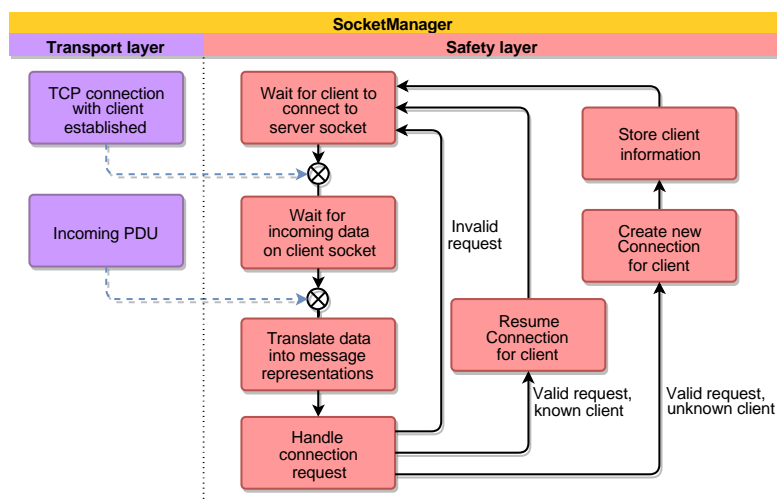 SocketManager
Transport layer
Safety layer
TCP connection
with client
established
Wait for client to
connect to
server socket
Store client
information
Incoming PDU
Wait for
incoming data
on client socket
Invalid
request
Create new
Connection
for client
Resume
Connection
for client
Translate data
into message
representations
Valid request,
known client
Valid request,
unknown client
Handle
connection
request